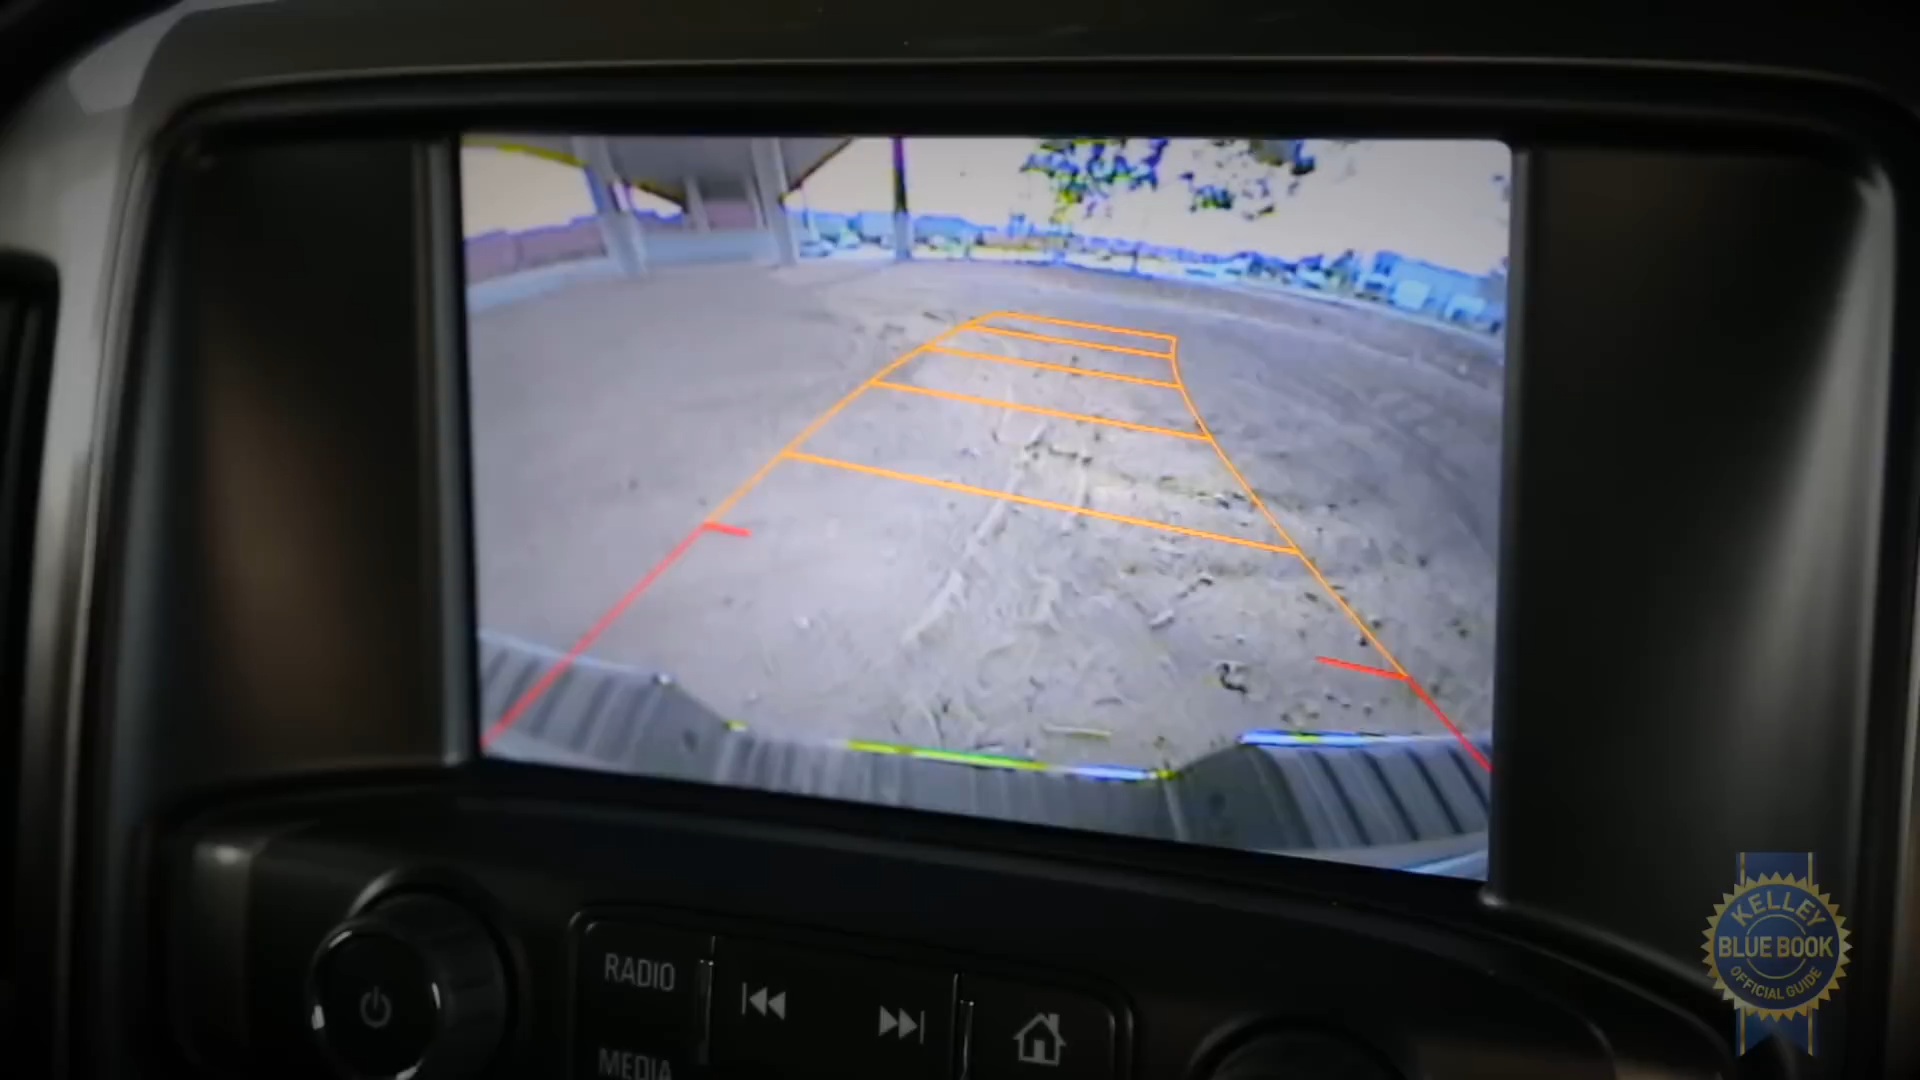 RADIO
MEDIA
KELLEY
BLUE BOOK
OFFICIAL GUIDE